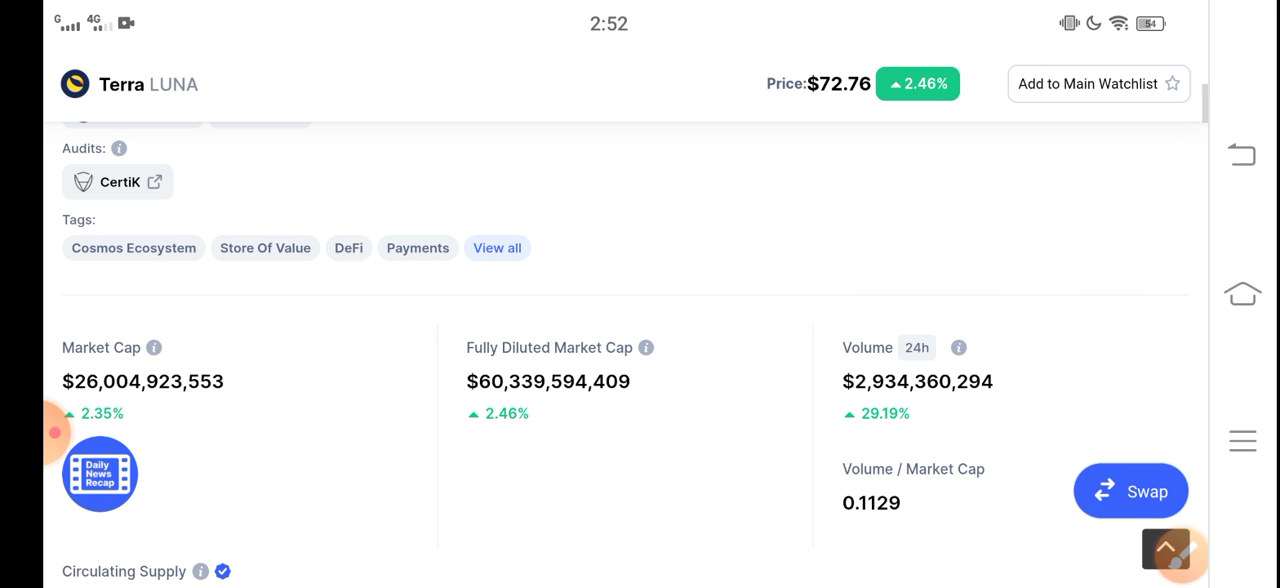 G 4G 2:52 54
Terra LUNA Price:$72.76 2.46% Add to Main Watchlist
Audits:
CertiK
Tags:
Cosmos Ecosystem Store Of Value DeFi Payments View all
Market Cap Fully Diluted Market Cap Volume 24h
$26,004,923,553 $60,339,594,409 $2,934,360,294
2.35% 2.46% 29.19%
Daily
News
Recap
Volume / Market Cap
0.1129
Swap
Circulating Supply